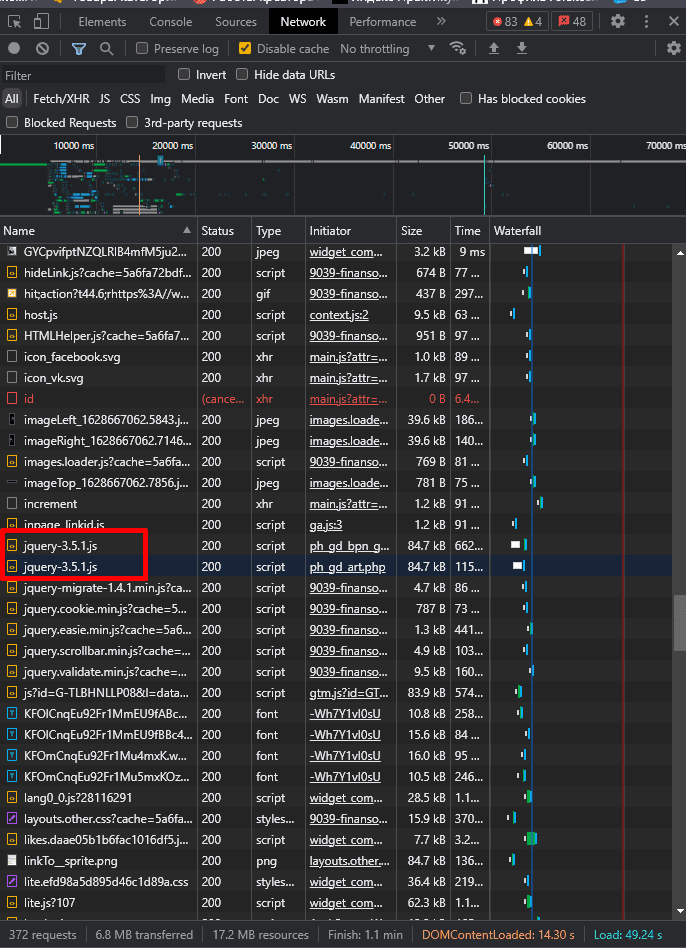 Elements Console Sources Network Performance 83 4 48
Preserve log Disable cache No throttling
Filter Invert Hide data URLs
All Fetch/XHR JS CSS Img Media Font Doc WS Wasm Manifest Other Has blocked cookies
Blocked Requests 3rd-party requests
10000 ms 20000 ms 30000 ms 40000 ms 50000 ms 60000 ms 70000 ms
Name Status Type Initiator Size Time Waterfall
GYCpvifptNZQLRlB4mfM5ju2... 200 jpeg widget_com... 3.2 kB 9 ms
hideLink.js?cache=5a6fa72bdf... 200 script 9039-finanso... 674 B 77 ...
hit;action?t44.6;rhttps%3A//w... 200 gif 9039-finanso... 437 B 297...
host.js 200 script context.js:2 9.5 kB 63 ...
HTMLHelper.js?cache=5a6fa7... 200 script 9039-finanso... 951 B 97 ...
icon_facebook.svg 200 xhr main.js?attr=... 1.0 kB 89 ...
icon_vk.svg 200 xhr main.js?attr=... 1.7 kB 97 ...
id (cance... xhr main.js?attr=... 0 B 6.4...
imageLeft_1628667062.5843.j... 200 jpeg images.loade... 39.6 kB 186...
imageRight_1628667062.7146... 200 jpeg images.loade... 39.6 kB 140...
images.loader.js?cache=5a6fa... 200 script 9039-finanso... 769 B 81 ...
imageTop_1628667062.7856.j... 200 jpeg images.loade... 781 B 75 ...
increment 200 xhr main.js?attr=... 1.2 kB 91 ...
inpage_linkid.js 200 script ga.js:3 1.2 kB 91 ...
jquery-3.5.1.js 200 script ph_gd_bpn_g... 84.7 kB 662...
jquery-3.5.1.js 200 script ph_gd_art.php 84.7 kB 115...
jquery-migrate-1.4.1.min.js?ca... 200 script 9039-finanso... 4.7 kB 86 ...
jquery.cookie.min.js?cache=5... 200 script 9039-finanso... 787 B 73 ...
jquery.easie.min.js?cache=5a6... 200 script 9039-finanso... 1.3 kB 441...
jquery.scrollbar.min.js?cache=... 200 script 9039-finanso... 4.9 kB 103...
jquery.validate.min.js?cache=... 200 script 9039-finanso... 9.5 kB 160...
js?id=G-TLBHNLLP08&l=data... 200 script gtm.js?id=GT... 83.9 kB 574...
KFOlCnqEu92Fr1MmEU9fABc... 200 font -Wh7Y1vI0sU 10.8 kB 258...
KFOlCnqEu92Fr1MmEU9fBBc4... 200 font -Wh7Y1vI0sU 15.6 kB 84 ...
KFOmCnqEu92Fr1Mu4mxK.w... 200 font -Wh7Y1vI0sU 16.0 kB 95 ...
KFOmCnqEu92Fr1Mu5mxKOz... 200 font -Wh7Y1vI0sU 10.5 kB 246...
lang0_0.js?28116291 200 script widget_com... 28.5 kB 1.1...
layouts.other.css?cache=5a6fa... 200 styles... 9039-finanso... 15.9 kB 370...
likes.daae05b1b6fac1016df5.j... 200 script widget_com... 7.7 kB 3.2...
linkTo__sprite.png 200 png layouts.other... 84.7 kB 136...
lite.efd98a5d895d46c1d89a.css 200 styles... widget_com... 36.4 kB 219...
lite.js?107 200 script widget_com... 62.3 kB 1.1...
372 requests 6.8 MB transferred 17.2 MB resources Finish: 1.1 min DOMContentLoaded: 14.30 s Load: 49.24 s